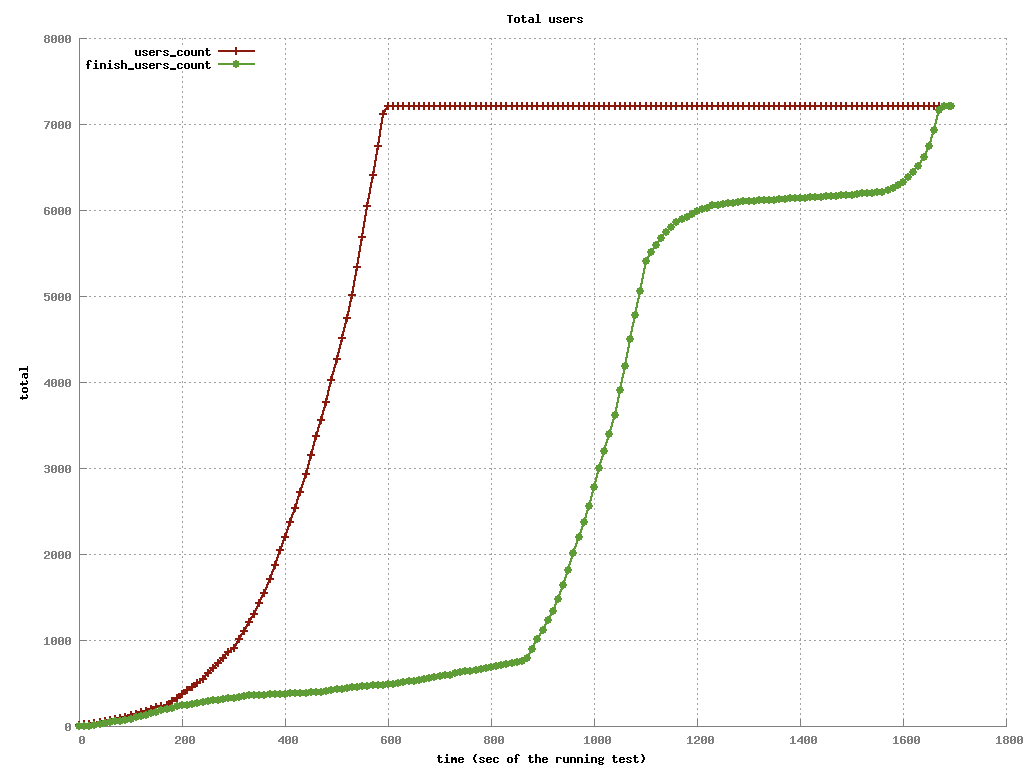 Total users
8000
users_count
finish_users_count
7000
6000
5000
total
4000
3000
2000
1000
0
0 200 400 600 800 1000 1200 1400 1600 1800
time (sec of the running test)